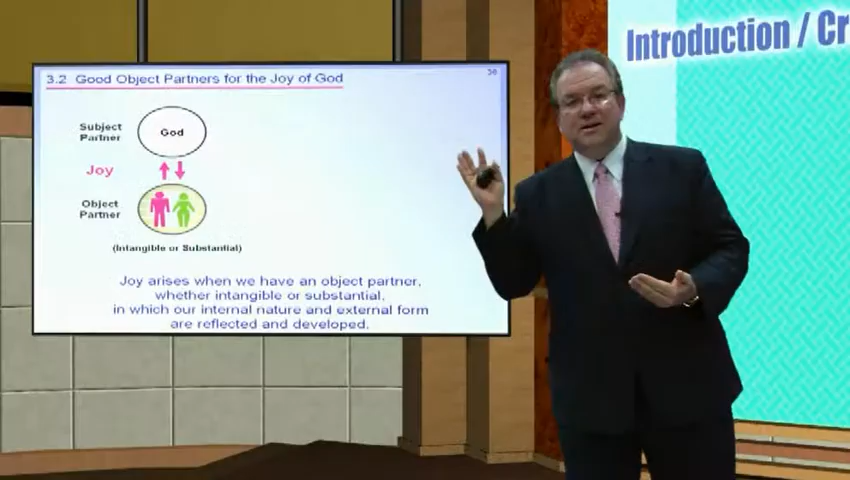 Introduction / Cr
3.2 Good Object Partners for the Joy of God
36
Subject
Partner
God
Joy
Object
Partner
(Intangible or Substantial)
Joy arises when we have an object partner,
whether intangible or substantial,
in which our internal nature and external form
are reflected and developed.